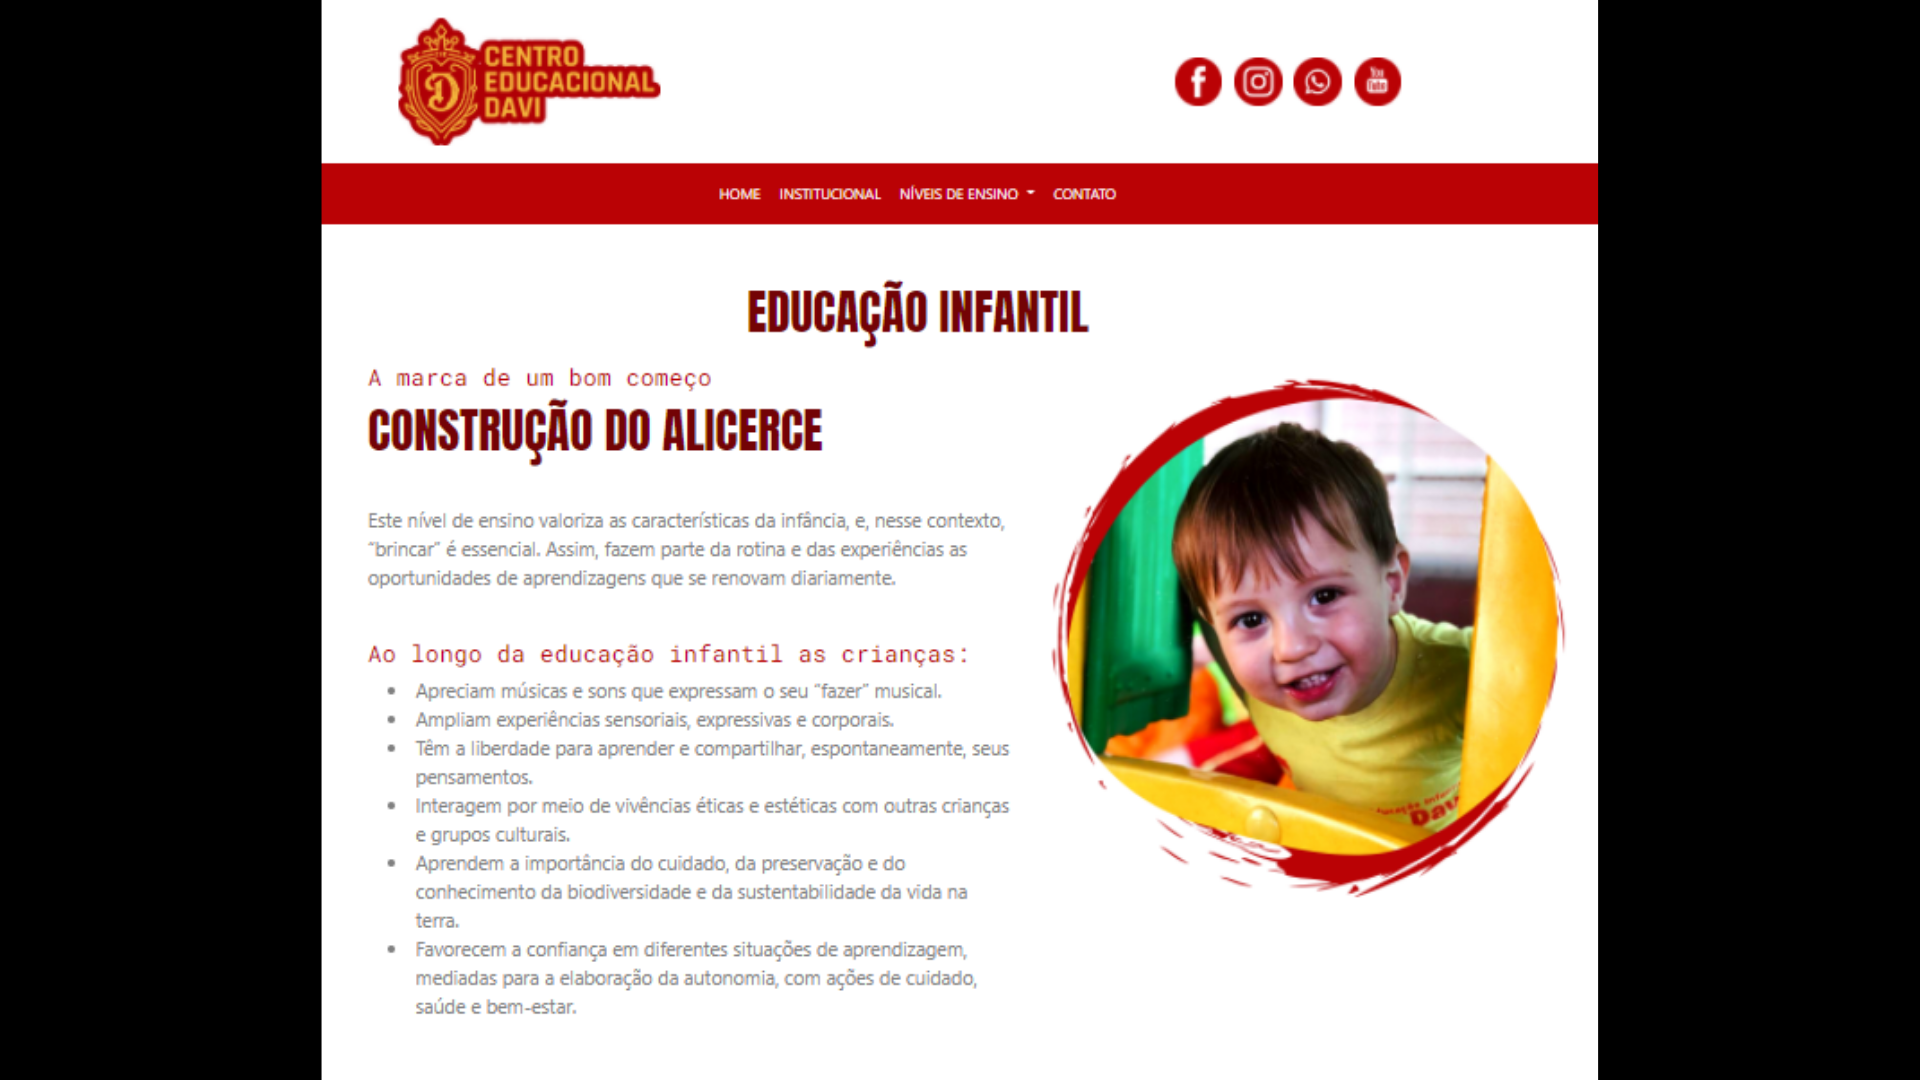 CENTRO
EDUCACIONAL
DAVI
D
You
Tube
HOME INSTITUCIONAL NÍVEIS DE ENSINO CONTATO
EDUCAÇÃO INFANTIL
A marca de um bom começo
CONSTRUÇÃO DO ALICERCE
Este nível de ensino valoriza as características da infância, e, nesse contexto,
“brincar” é essencial. Assim, fazem parte da rotina e das experiências as
oportunidades de aprendizagens que se renovam diariamente.
Ao longo da educação infantil as crianças:
• Apreciam músicas e sons que expressam o seu “fazer” musical.
• Ampliam experiências sensoriais, expressivas e corporais.
• Têm a liberdade para aprender e compartilhar, espontaneamente, seus
pensamentos.
• Interagem por meio de vivências éticas e estéticas com outras crianças
e grupos culturais.
• Aprendem a importância do cuidado, da preservação e do
conhecimento da biodiversidade e da sustentabilidade da vida na
terra.
• Favorecem a confiança em diferentes situações de aprendizagem,
mediadas para a elaboração da autonomia, com ações de cuidado,
saúde e bem-estar.